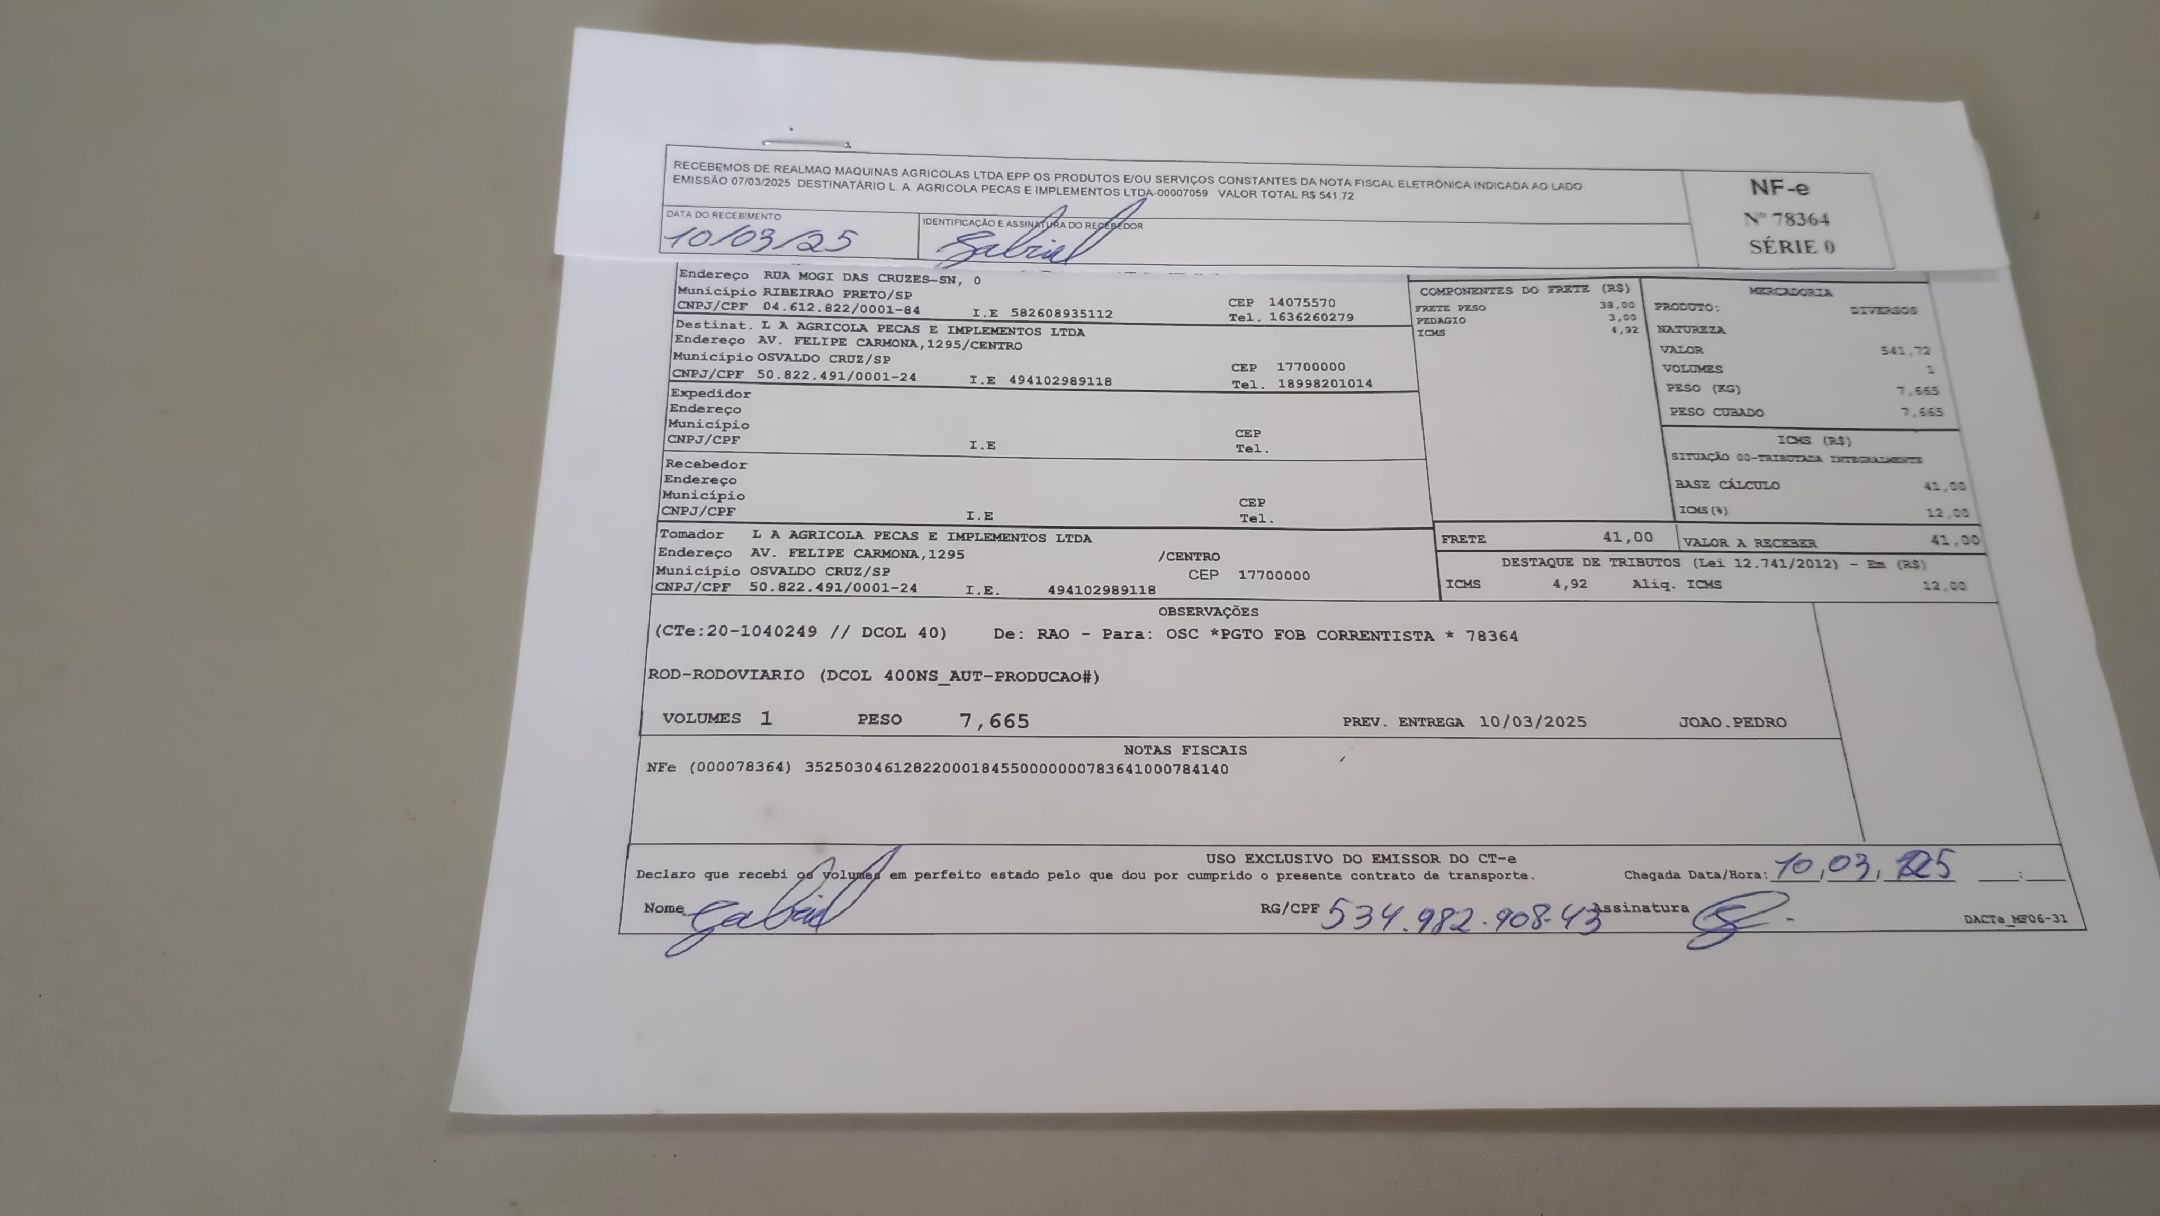 RECEBEMOS DE REALMAQ MAQUINAS AGRICOLAS LTDA EPP OS PRODUTOS E/OU SERVIÇOS CONSTANTES DA NOTA FISCAL ELETRÔNICA INDICADA AO LADO
EMISSÃO 07/03/2025 DESTINATÁRIO L. A. AGRICOLA PECAS E IMPLEMENTOS LTDA-00007059 VALOR TOTAL R$ 541,72
NF-e
Nº 78364
SÉRIE 0
DATA DO RECEBIMENTO
10/03/25
IDENTIFICAÇÃO E ASSINATURA DO RECEBEDOR
Gabriel
Endereço RUA MOGI DAS CRUZES-SN, 0
Município RIBEIRAO PRETO/SP CEP 14075570
CNPJ/CPF 04.612.822/0001-84 I.E 582608935112 Tel. 1636260279
Destinat. L A AGRICOLA PECAS E IMPLEMENTOS LTDA
Endereço AV. FELIPE CARMONA,1295/CENTRO
Município OSVALDO CRUZ/SP CEP 17700000
CNPJ/CPF 50.822.491/0001-24 I.E 494102989118 Tel. 18998201014
Expedidor
Endereço
Município CEP
CNPJ/CPF I.E Tel.
Recebedor
Endereço
Município CEP
CNPJ/CPF I.E Tel.
Tomador L A AGRICOLA PECAS E IMPLEMENTOS LTDA
Endereço AV. FELIPE CARMONA,1295 /CENTRO
Município OSVALDO CRUZ/SP CEP 17700000
CNPJ/CPF 50.822.491/0001-24 I.E. 494102989118
COMPONENTES DO FRETE (R$)
FRETE PESO 38,00
PEDAGIO 3,00
ICMS 4,92
MERCADORIA
PRODUTO: DIVERSOS
NATUREZA
VALOR 541,72
VOLUMES 1
PESO (KG) 7,665
PESO CUBADO 7,665
ICMS (R$)
SITUAÇÃO 00-TRIBUTADA INTEGRALMENTE
BASE CÁLCULO 41,00
ICMS(%) 12,00
FRETE 41,00 VALOR A RECEBER 41,00
DESTAQUE DE TRIBUTOS (Lei 12.741/2012) - Em (R$)
ICMS 4,92 Aliq. ICMS 12,00
OBSERVAÇÕES
(CTe:20-1040249 // DCOL 40) De: RAO - Para: OSC *PGTO FOB CORRENTISTA * 78364
ROD-RODOVIARIO (DCOL 400NS_AUT-PRODUCAO#)
VOLUMES 1 PESO 7,665 PREV. ENTREGA 10/03/2025 JOAO.PEDRO
NOTAS FISCAIS
NFe (000078364) 35250304612822000184550000000783641000784140
USO EXCLUSIVO DO EMISSOR DO CT-e
Declaro que recebi os volumes em perfeito estado pelo que dou por cumprido o presente contrato de transporte. Chegada Data/Hora: 10,03,25 __:__
Nome Gabriel RG/CPF 534.982.908-43 Assinatura
DACTe_MF06-31